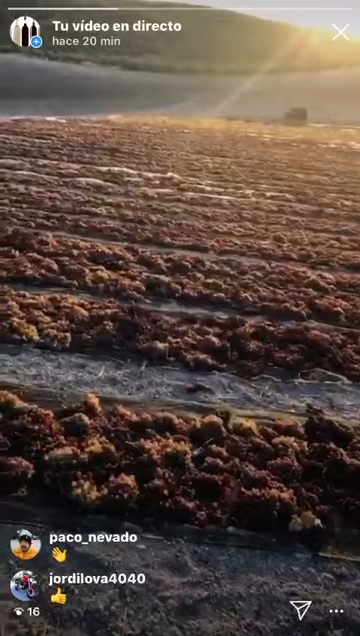 Tu vídeo en directo
hace 20 min
paco_nevado
👋
jordilova4040
👍
16